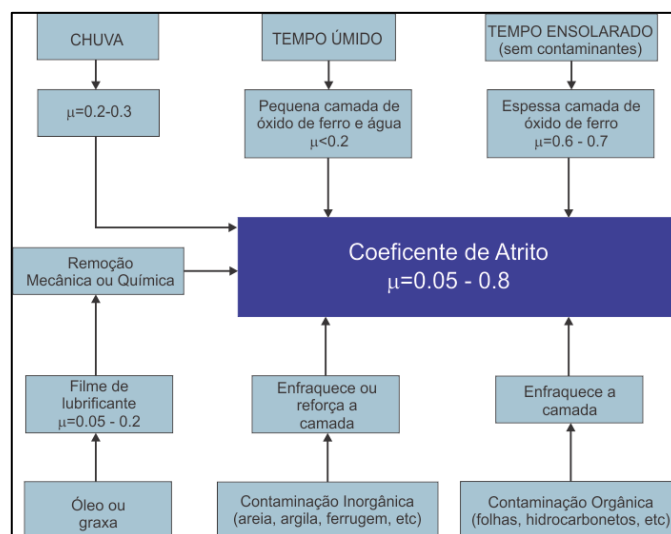 CHUVA
TEMPO ÚMIDO
TEMPO ENSOLARADO
(sem contaminantes)
μ=0.2-0.3
Pequena camada de
óxido de ferro e água
μ<0.2
Espessa camada de
óxido de ferro
μ=0.6 - 0.7
Coeficente de Atrito
μ=0.05 - 0.8
Remoção
Mecânica ou Química
Filme de
lubrificante
μ=0.05 - 0.2
Enfraquece ou
reforça a
camada
Enfraquece a
camada
Óleo ou
graxa
Contaminação Inorgânica
(areia, argila, ferrugem, etc)
Contaminação Orgânica
(folhas, hidrocarbonetos, etc)